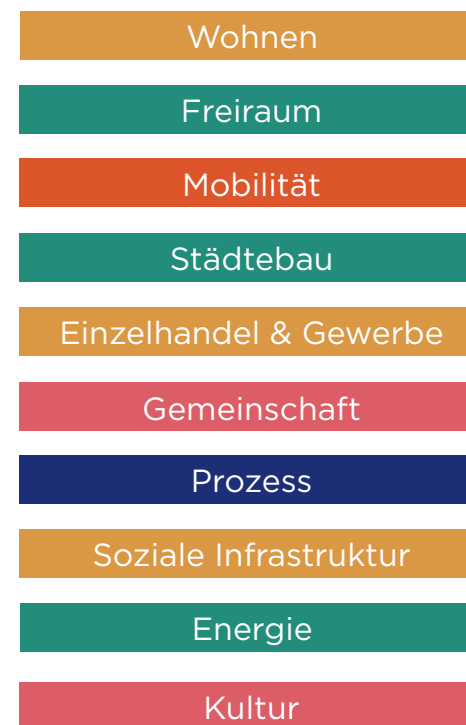 Wohnen
Freiraum
Mobilität
Städtebau
Einzelhandel & Gewerbe
Gemeinschaft
Prozess
Soziale Infrastruktur
Energie
Kultur